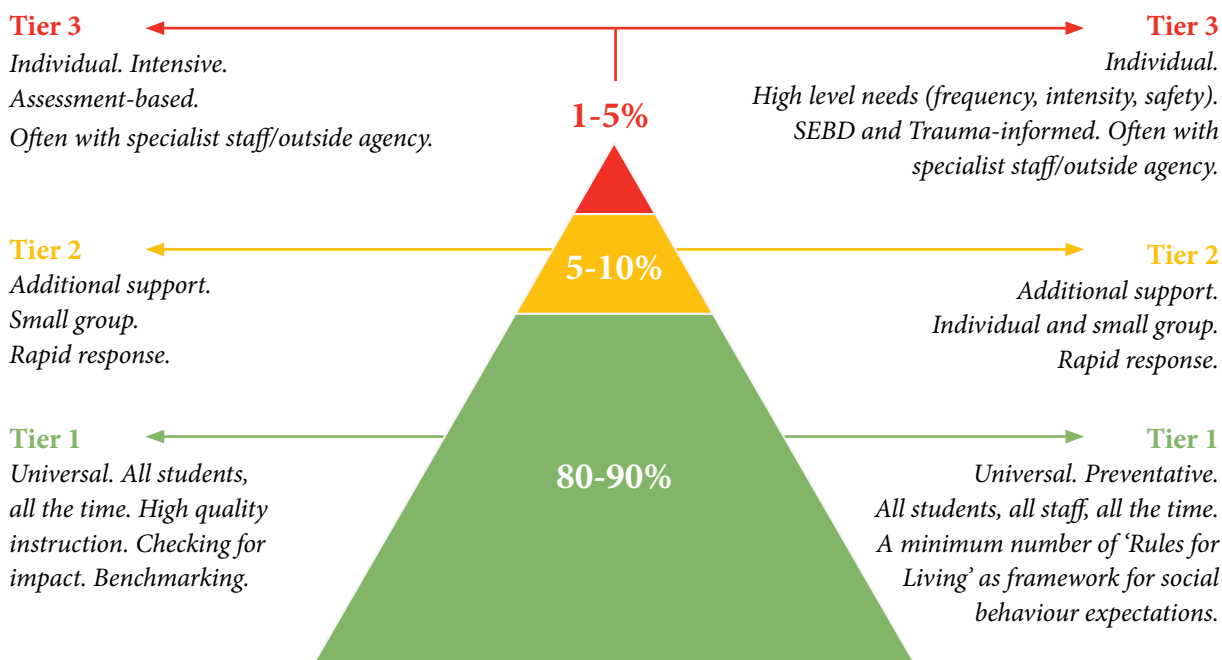 Tier 3
Individual. Intensive.
Assessment-based.
Often with specialist staff/outside agency.
1-5%
Tier 3
Individual.
High level needs (frequency, intensity, safety).
SEBD and Trauma-informed. Often with
specialist staff/outside agency.
Tier 2
Additional support.
Small group.
Rapid response.
5-10%
Tier 2
Additional support.
Individual and small group.
Rapid response.
Tier 1
Universal. All students,
all the time. High quality
instruction. Checking for
impact. Benchmarking.
80-90%
Tier 1
Universal. Preventative.
All students, all staff, all the time.
A minimum number of ‘Rules for
Living’ as framework for social
behaviour expectations.